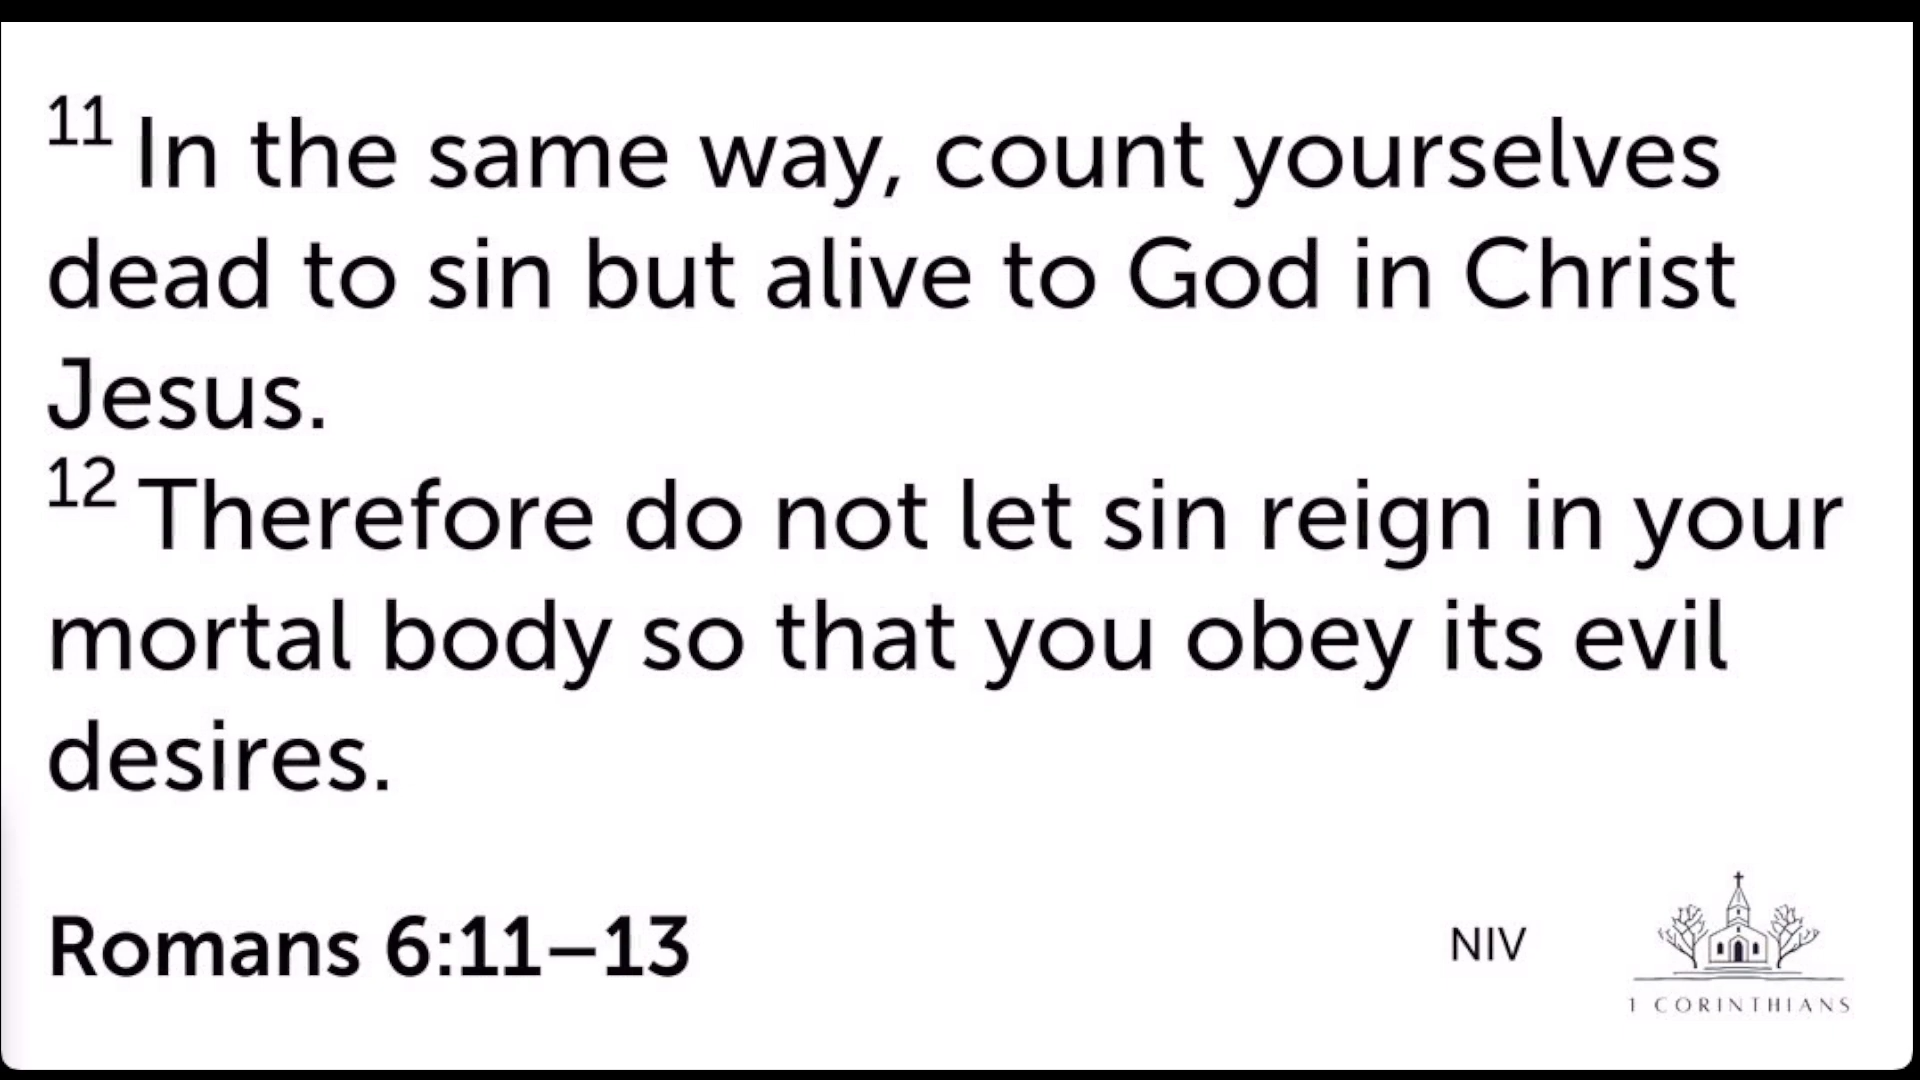 11 In the same way, count yourselves
dead to sin but alive to God in Christ
Jesus.
12 Therefore do not let sin reign in your
mortal body so that you obey its evil
desires.
Romans 6:11–13
NIV
1 CORINTHIANS